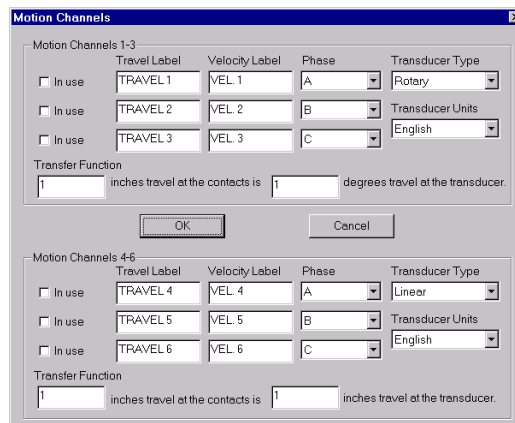 Motion Channels
Motion Channels 1-3
Travel Label Velocity Label Phase Transducer Type
In use TRAVEL 1 VEL. 1 A Rotary
In use TRAVEL 2 VEL. 2 B Transducer Units
English
In use TRAVEL 3 VEL. 3 C
Transfer Function
1 inches travel at the contacts is 1 degrees travel at the transducer.
OK Cancel
Motion Channels 4-6
Travel Label Velocity Label Phase Transducer Type
In use TRAVEL 4 VEL. 4 A Linear
In use TRAVEL 5 VEL. 5 B Transducer Units
English
In use TRAVEL 6 VEL. 6 C
Transfer Function
1 inches travel at the contacts is 1 inches travel at the transducer.